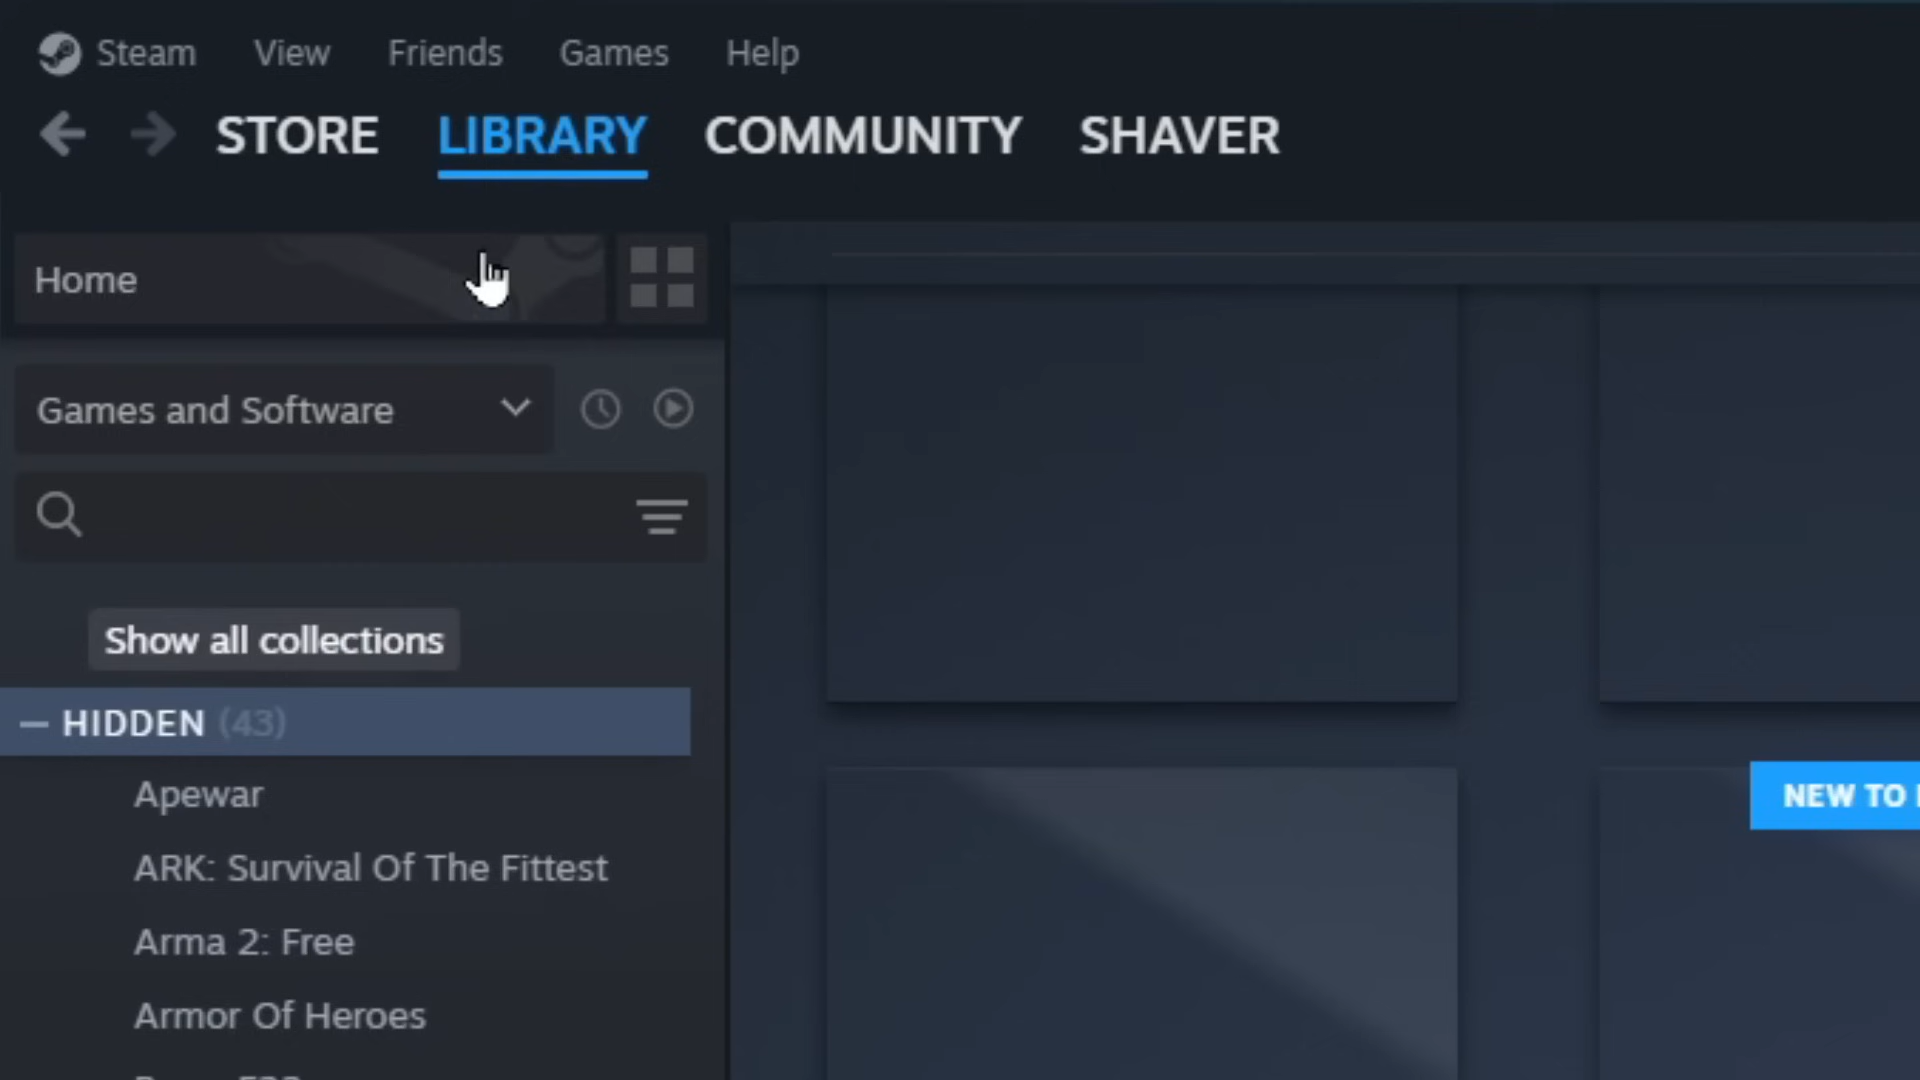 Steam View Friends Games Help
STORE LIBRARY COMMUNITY SHAVER
Home
Games and Software
Show all collections
HIDDEN (43)
Apewar
ARK: Survival Of The Fittest
NEW TO
Arma 2: Free
Armor Of Heroes